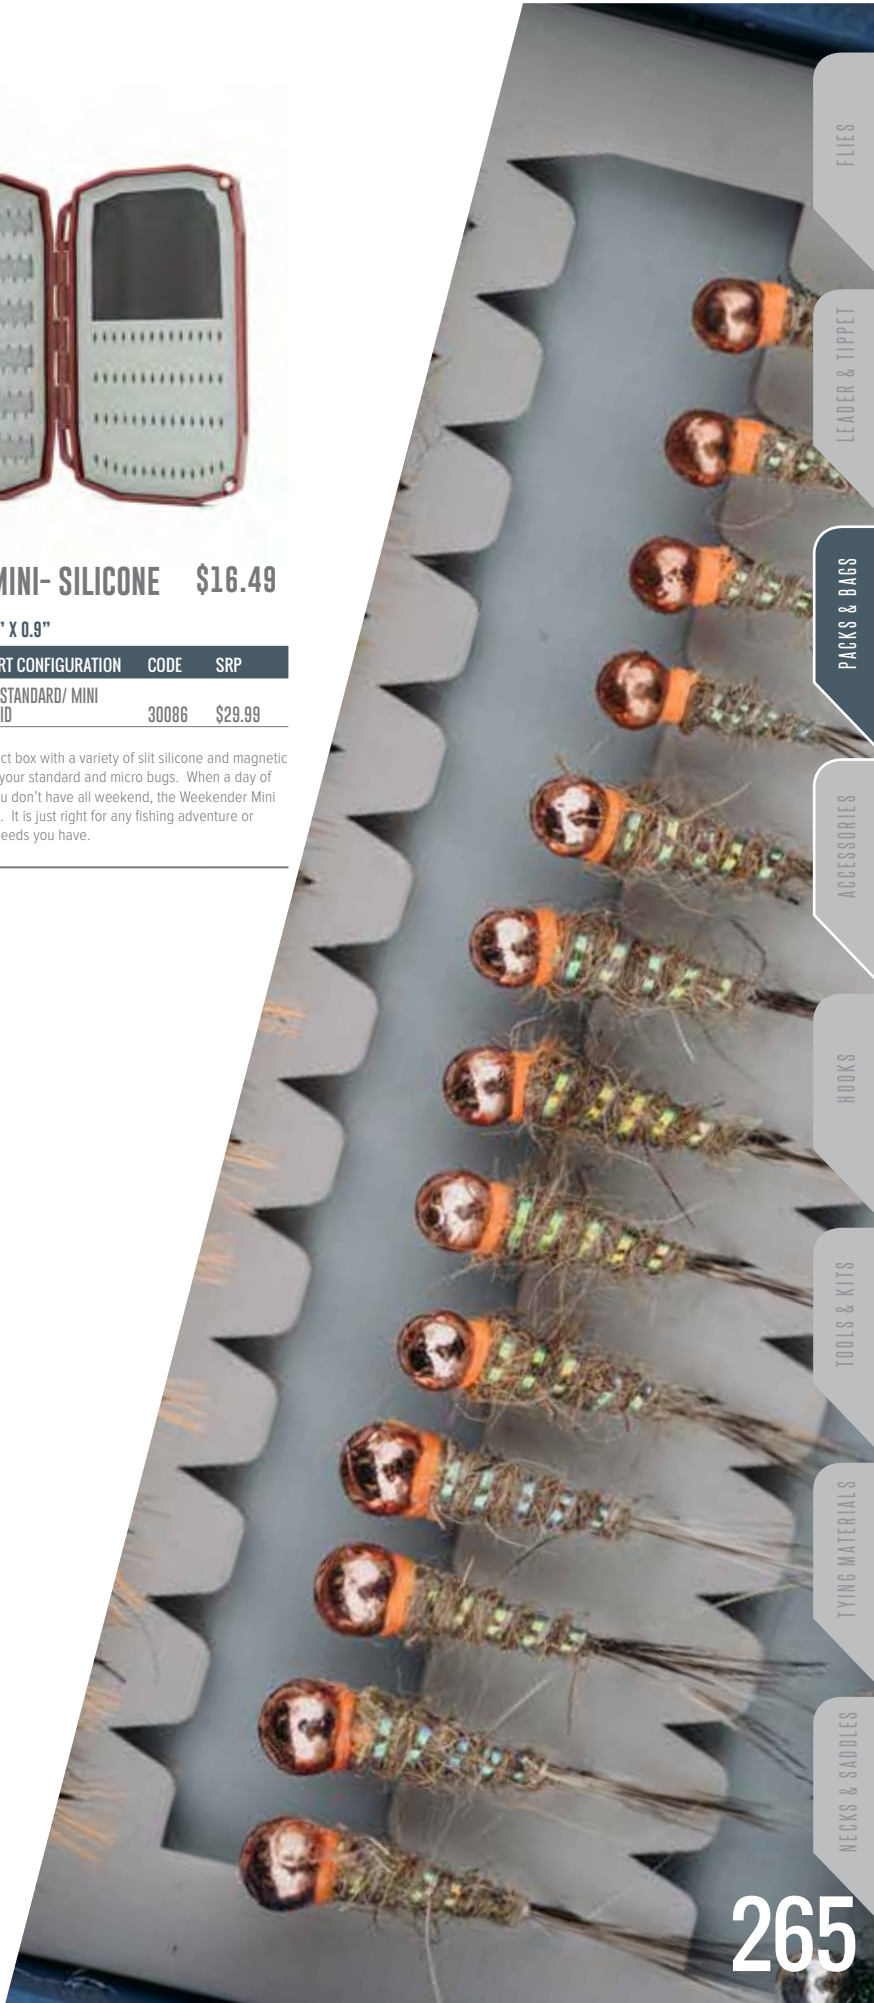 MINI- SILICONE $16.49
” X 0.9”
RT CONFIGURATION CODE SRP
STANDARD/ MINI
ID 30086 $29.99
ct box with a variety of slit silicone and magnetic
your standard and micro bugs. When a day of
u don’t have all weekend, the Weekender Mini
. It is just right for any fishing adventure or
eeds you have.
FLIES
LEADER & TIPPET
PACKS & BAGS
ACCESSORIES
HOOKS
TOOLS & KITS
TYING MATERIALS
NECKS & SADDLES
265